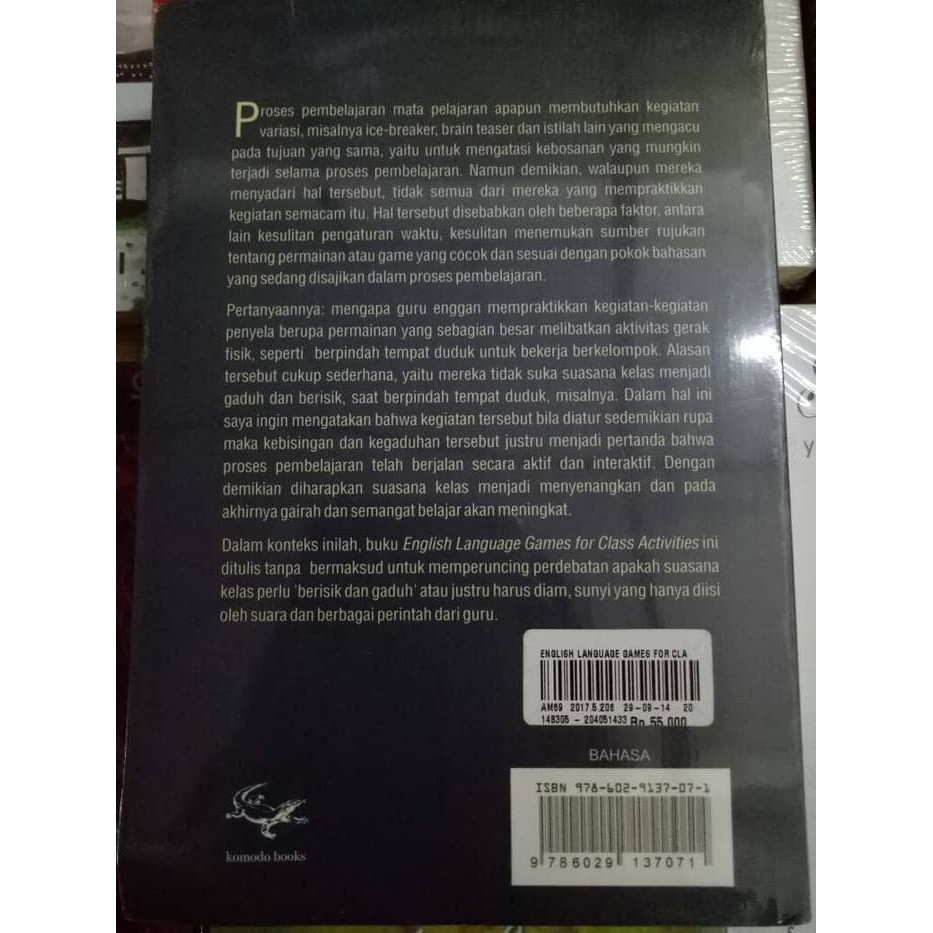 Proses pembelajaran mata pelajaran apapun membutuhkan kegiatan
variasi, misalnya ice-breaker, brain teaser dan istilah lain yang mengacu
pada tujuan yang sama, yaitu untuk mengatasi kebosanan yang mungkin
terjadi selama proses pembelajaran. Namun demikian, walaupun mereka
menyadari hal tersebut, tidak semua dari mereka yang mempraktikkan
kegiatan semacam itu. Hal tersebut disebabkan oleh beberapa faktor, antara
lain kesulitan pengaturan waktu, kesulitan menemukan sumber rujukan
tentang permainan atau game yang cocok dan sesuai dengan pokok bahasan
yang sedang disajikan dalam proses pembelajaran.
Pertanyaannya: mengapa guru enggan mempraktikkan kegiatan-kegiatan
penyela berupa permainan yang sebagian besar melibatkan aktivitas gerak
fisik, seperti berpindah tempat duduk untuk bekerja berkelompok. Alasan
tersebut cukup sederhana, yaitu mereka tidak suka suasana kelas menjadi
gaduh dan berisik, saat berpindah tempat duduk, misalnya. Dalam hal ini
saya ingin mengatakan bahwa kegiatan tersebut bila diatur sedemikian rupa
maka kebisingan dan kegaduhan tersebut justru menjadi pertanda bahwa
proses pembelajaran telah berjalan secara aktif dan interaktif. Dengan
demikian diharapkan suasana kelas menjadi menyenangkan dan pada
akhirnya gairah dan semangat belajar akan meningkat.
Dalam konteks inilah, buku English Language Games for Class Activities ini
ditulis tanpa bermaksud untuk memperuncing perdebatan apakah suasana
kelas perlu 'berisik dan gaduh' atau justru harus diam, sunyi yang hanya diisi
oleh suara dan berbagai perintah dari guru.
ENGLISH LANGUAGE GAMES FOR CLA
AM69 2017.5.206 29-09-14 20
148305 - 204051433 Rp 55,000
BAHASA
ISBN 978-602-9137-07-1
9 786029 137071
komodo books